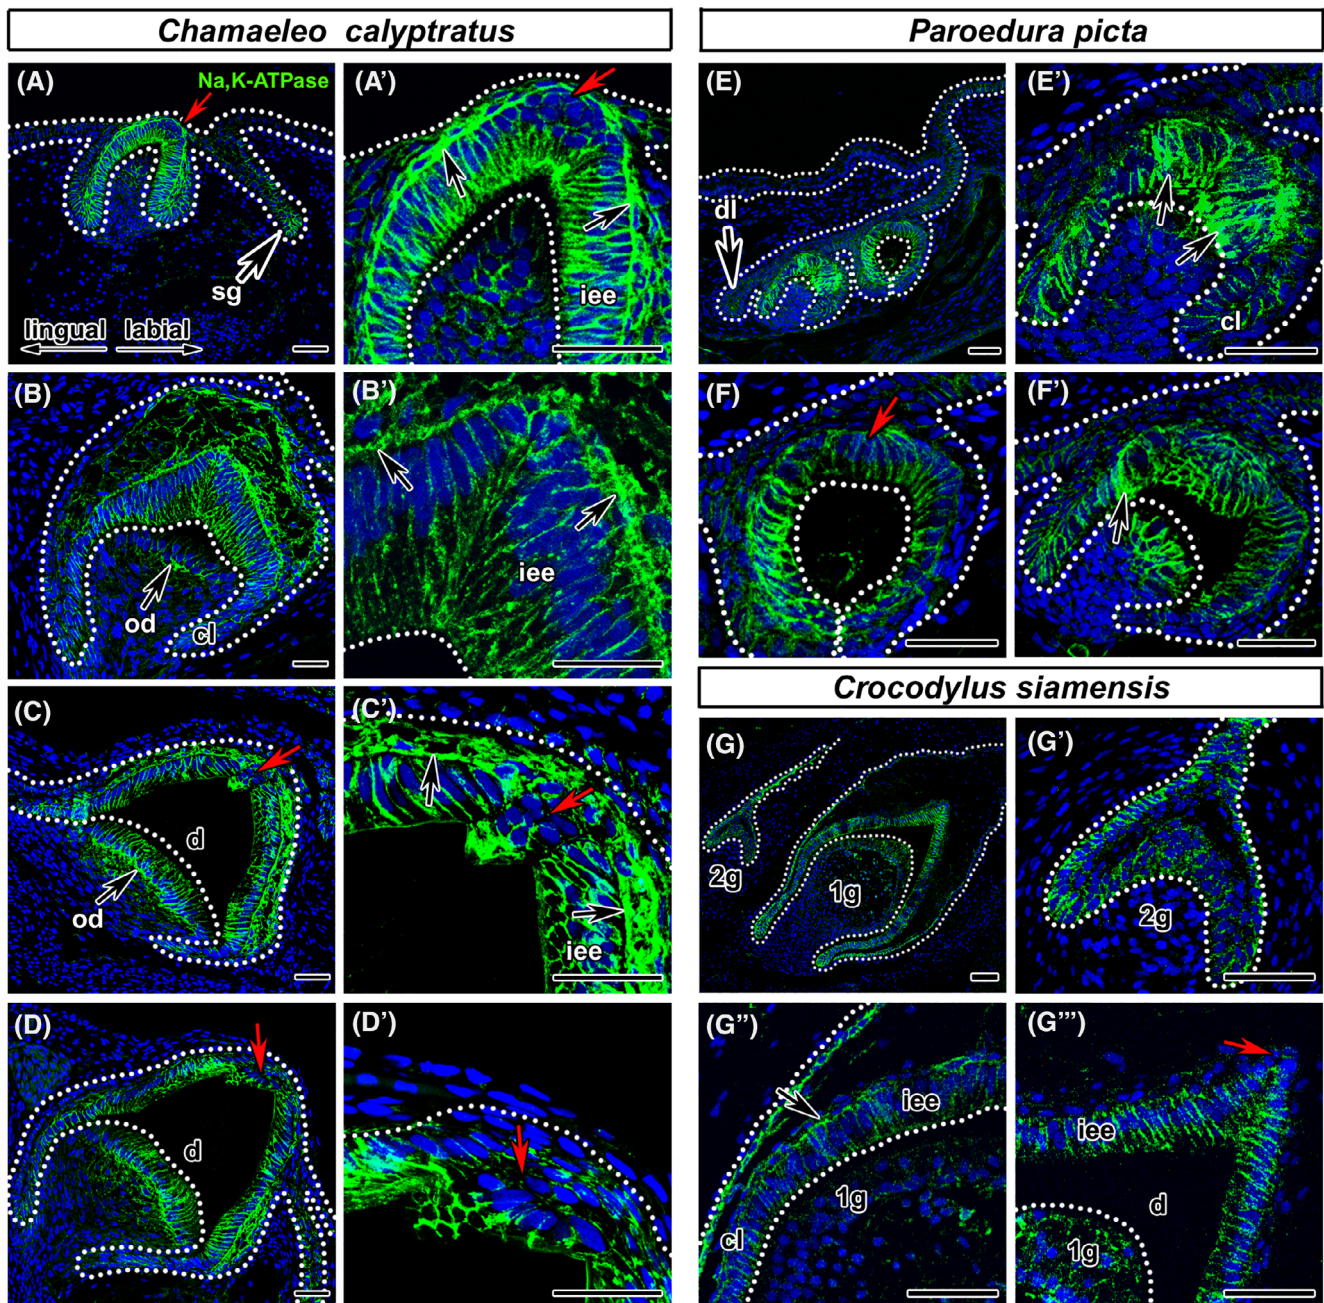 Chamaeleo calyptratus
Paroedura picta
(A)
Na,K-ATPase
sg
lingual labial
(A')
iee
(E)
dl
(E')
cl
(B)
od
cl
(B')
iee
(F)
(F')
(C)
d
od
(C')
iee
Crocodylus siamensis
(G)
2g
1g
(G')
2g
(D)
d
(D')
(G'')
iee
1g
cl
(G''')
iee
d
1g